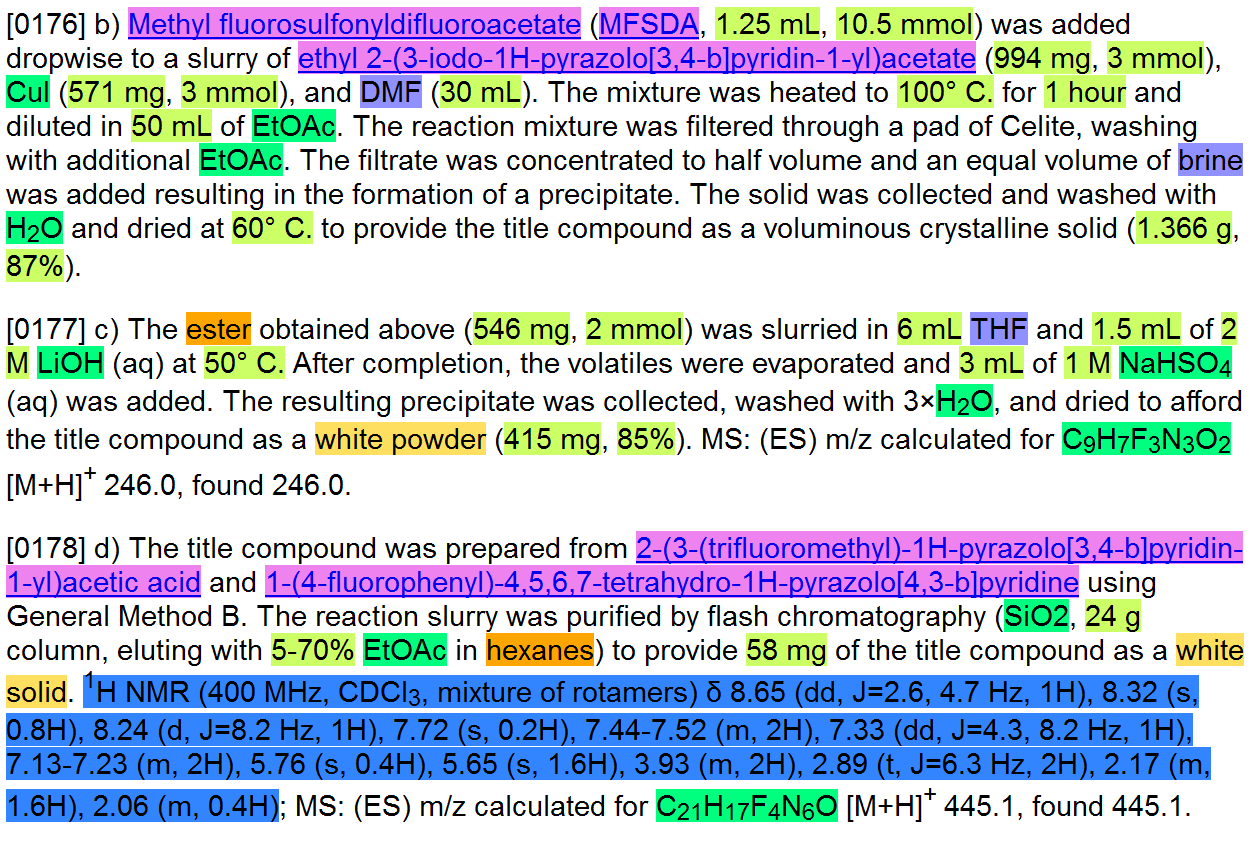 [0176] b) Methyl fluorosulfonyldifluoroacetate (MFSDA, 1.25 mL, 10.5 mmol) was added
dropwise to a slurry of ethyl 2-(3-iodo-1H-pyrazolo[3,4-b]pyridin-1-yl)acetate (994 mg, 3 mmol),
CuI (571 mg, 3 mmol), and DMF (30 mL). The mixture was heated to 100° C. for 1 hour and
diluted in 50 mL of EtOAc. The reaction mixture was filtered through a pad of Celite, washing
with additional EtOAc. The filtrate was concentrated to half volume and an equal volume of brine
was added resulting in the formation of a precipitate. The solid was collected and washed with
H₂O and dried at 60° C. to provide the title compound as a voluminous crystalline solid (1.366 g,
87%).
[0177] c) The ester obtained above (546 mg, 2 mmol) was slurried in 6 mL THF and 1.5 mL of 2
M LiOH (aq) at 50° C. After completion, the volatiles were evaporated and 3 mL of 1 M NaHSO₄
(aq) was added. The resulting precipitate was collected, washed with 3×H₂O, and dried to afford
the title compound as a white powder (415 mg, 85%). MS: (ES) m/z calculated for C₉H₇F₃N₃O₂
[M+H]⁺ 246.0, found 246.0.
[0178] d) The title compound was prepared from 2-(3-(trifluoromethyl)-1H-pyrazolo[3,4-b]pyridin-
1-yl)acetic acid and 1-(4-fluorophenyl)-4,5,6,7-tetrahydro-1H-pyrazolo[4,3-b]pyridine using
General Method B. The reaction slurry was purified by flash chromatography (SiO2, 24 g
column, eluting with 5-70% EtOAc in hexanes) to provide 58 mg of the title compound as a white
solid. ¹H NMR (400 MHz, CDCl₃, mixture of rotamers) δ 8.65 (dd, J=2.6, 4.7 Hz, 1H), 8.32 (s,
0.8H), 8.24 (d, J=8.2 Hz, 1H), 7.72 (s, 0.2H), 7.44-7.52 (m, 2H), 7.33 (dd, J=4.3, 8.2 Hz, 1H),
7.13-7.23 (m, 2H), 5.76 (s, 0.4H), 5.65 (s, 1.6H), 3.93 (m, 2H), 2.89 (t, J=6.3 Hz, 2H), 2.17 (m,
1.6H), 2.06 (m, 0.4H); MS: (ES) m/z calculated for C₂₁H₁₇F₄N₆O [M+H]⁺ 445.1, found 445.1.